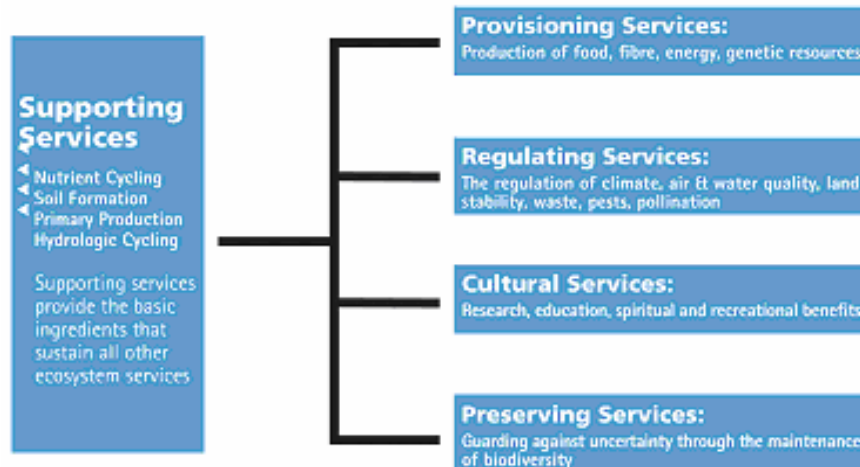 Supporting
Services
Nutrient Cycling
Soil Formation
Primary Production
Hydrologic Cycling
Supporting services
provide the basic
ingredients that
sustain all other
ecosystem services
Provisioning Services:
Production of food, fibre, energy, genetic resources
Regulating Services:
The regulation of climate, air & water quality, land
stability, waste, pests, pollination
Cultural Services:
Research, education, spiritual and recreational benefits
Preserving Services:
Guarding against uncertainty through the maintenance
of biodiversity